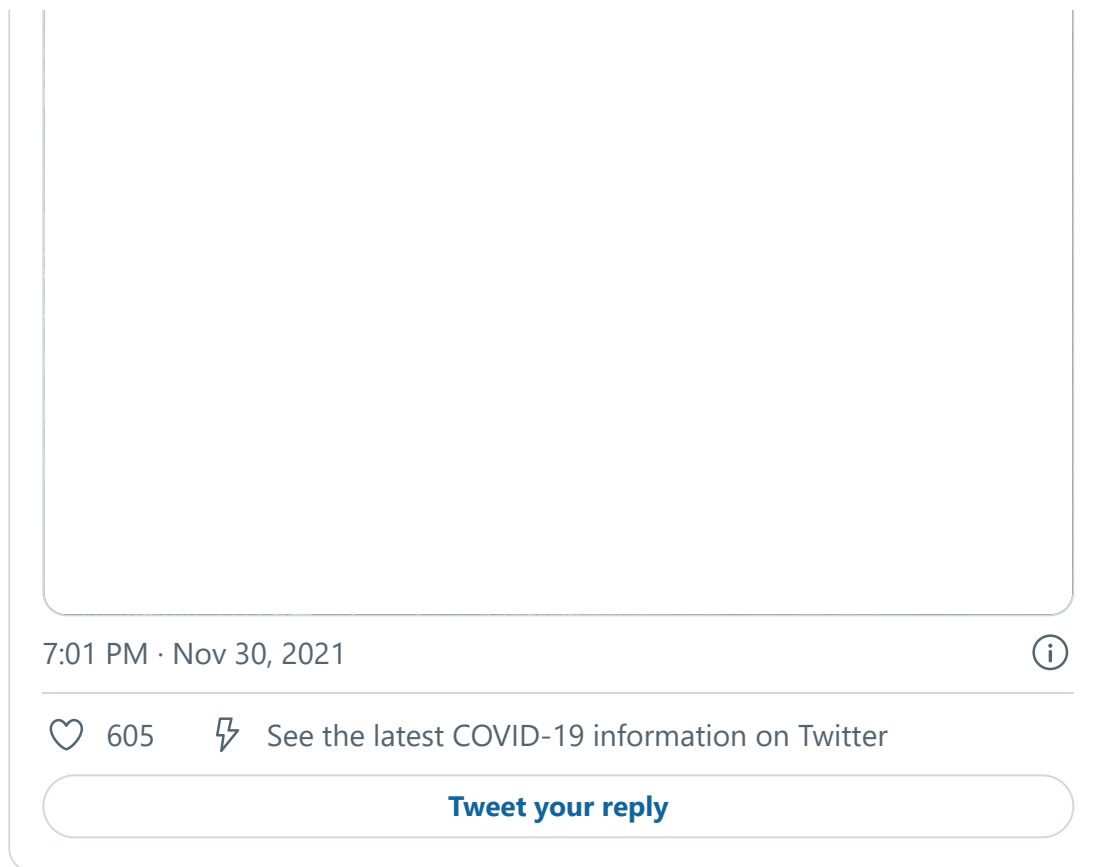 7:01 PM · Nov 30, 2021
605 See the latest COVID-19 information on Twitter
Tweet your reply